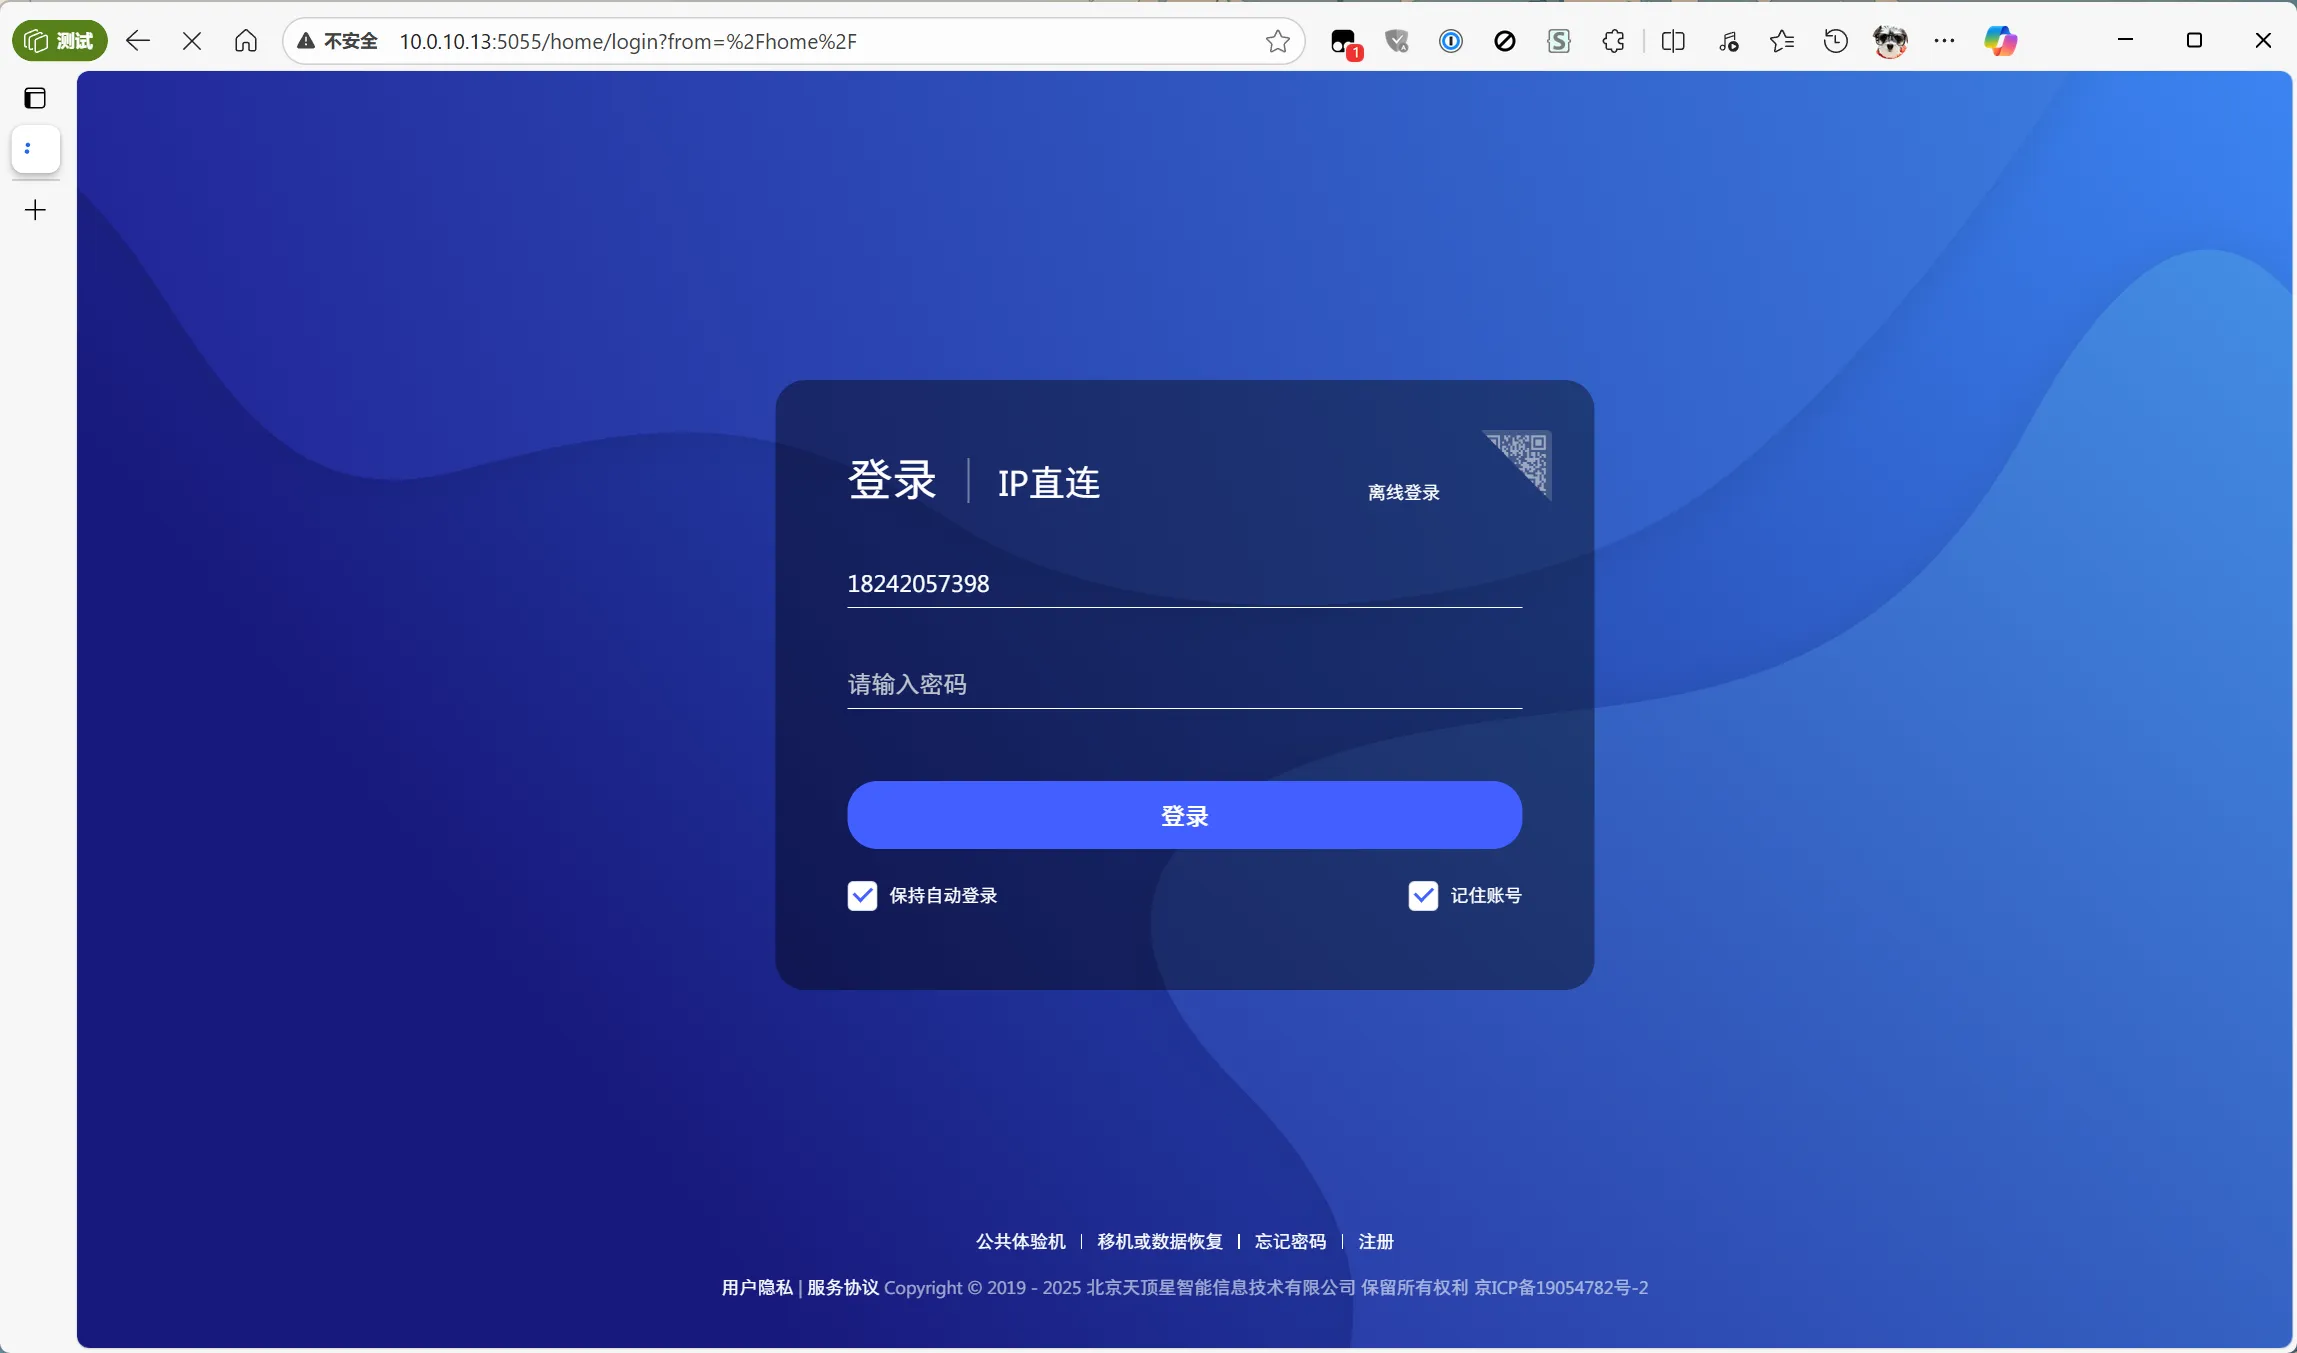 测试
不安全 10.0.10.13:5055/home/login?from=%2Fhome%2F
1
登录 IP直连 离线登录
18242057398
请输入密码
登录
保持自动登录 记住账号
公共体验机 | 移机或数据恢复 | 忘记密码 | 注册
用户隐私 | 服务协议 Copyright © 2019 - 2025 北京天顶星智能信息技术有限公司 保留所有权利 京ICP备19054782号-2